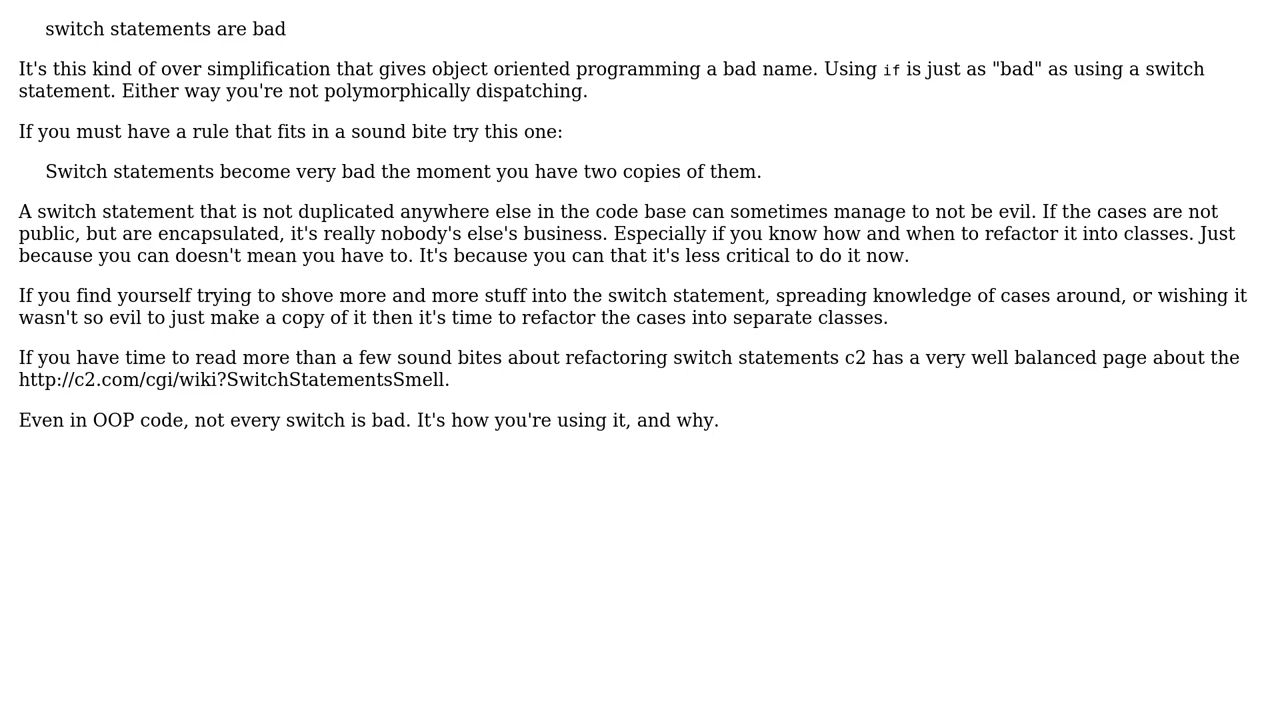 switch statements are bad
It's this kind of over simplification that gives object oriented programming a bad name. Using if is just as "bad" as using a switch
statement. Either way you're not polymorphically dispatching.
If you must have a rule that fits in a sound bite try this one:
Switch statements become very bad the moment you have two copies of them.
A switch statement that is not duplicated anywhere else in the code base can sometimes manage to not be evil. If the cases are not
public, but are encapsulated, it's really nobody's else's business. Especially if you know how and when to refactor it into classes. Just
because you can doesn't mean you have to. It's because you can that it's less critical to do it now.
If you find yourself trying to shove more and more stuff into the switch statement, spreading knowledge of cases around, or wishing it
wasn't so evil to just make a copy of it then it's time to refactor the cases into separate classes.
If you have time to read more than a few sound bites about refactoring switch statements c2 has a very well balanced page about the
http://c2.com/cgi/wiki?SwitchStatementsSmell.
Even in OOP code, not every switch is bad. It's how you're using it, and why.